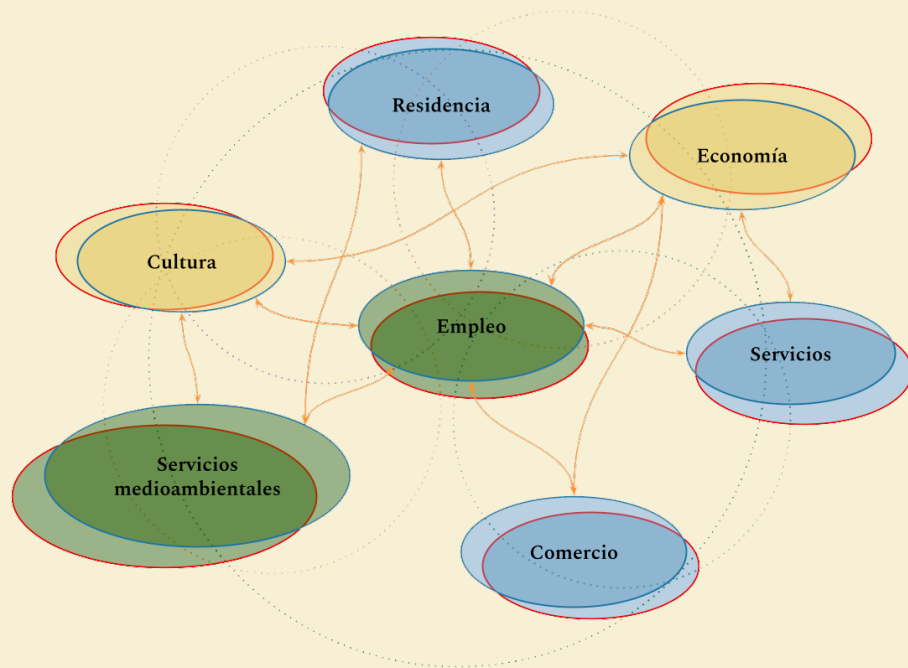 Residencia
Economía
Cultura
Empleo
Servicios
Servicios
medioambientales
Comercio